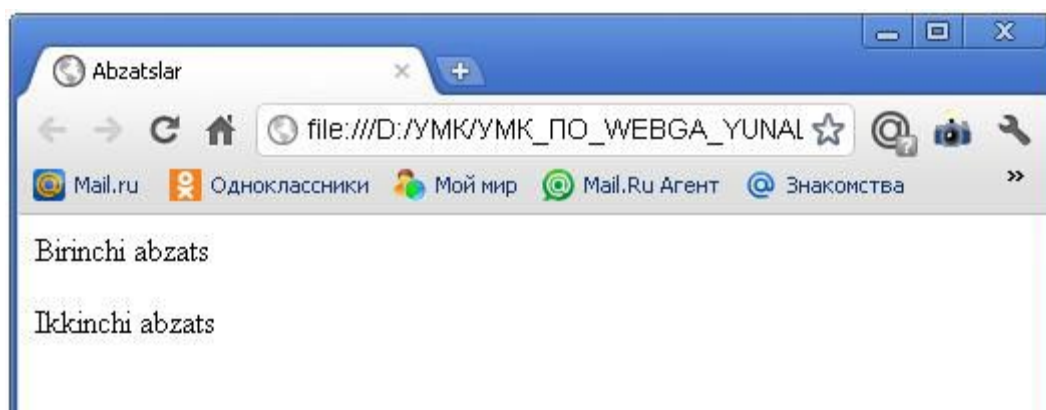 Abzatslar
file:///D:/УМК/УМК_ПО_WEBGA_YUNAL
Mail.ru Одноклассники Мой мир Mail.Ru Агент Знакомства »
Birinchi abzats
Ikkinchi abzats